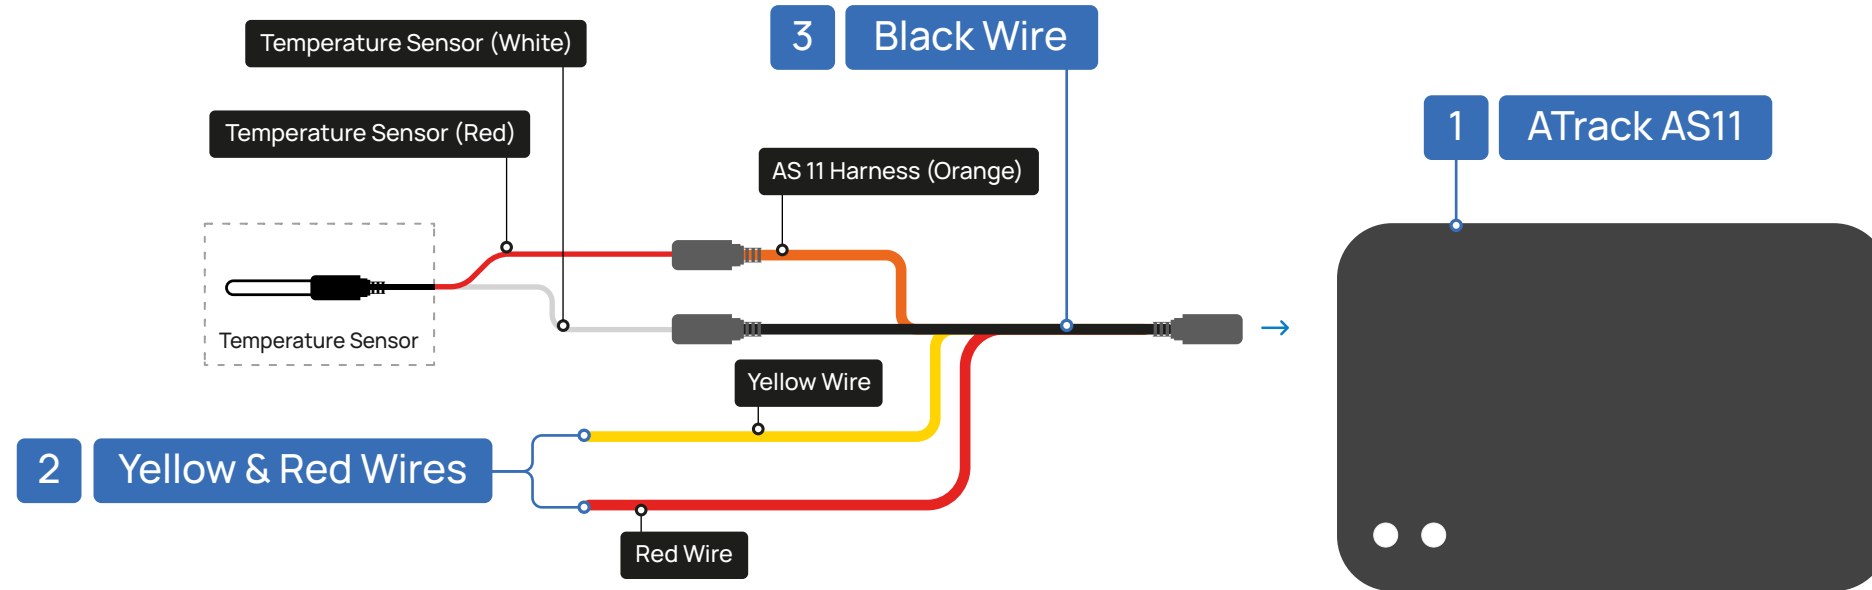 Temperature Sensor (White)
3 Black Wire
1 ATrack AS11
Temperature Sensor (Red)
AS 11 Harness (Orange)
Temperature Sensor
Yellow Wire
2 Yellow & Red Wires
Red Wire